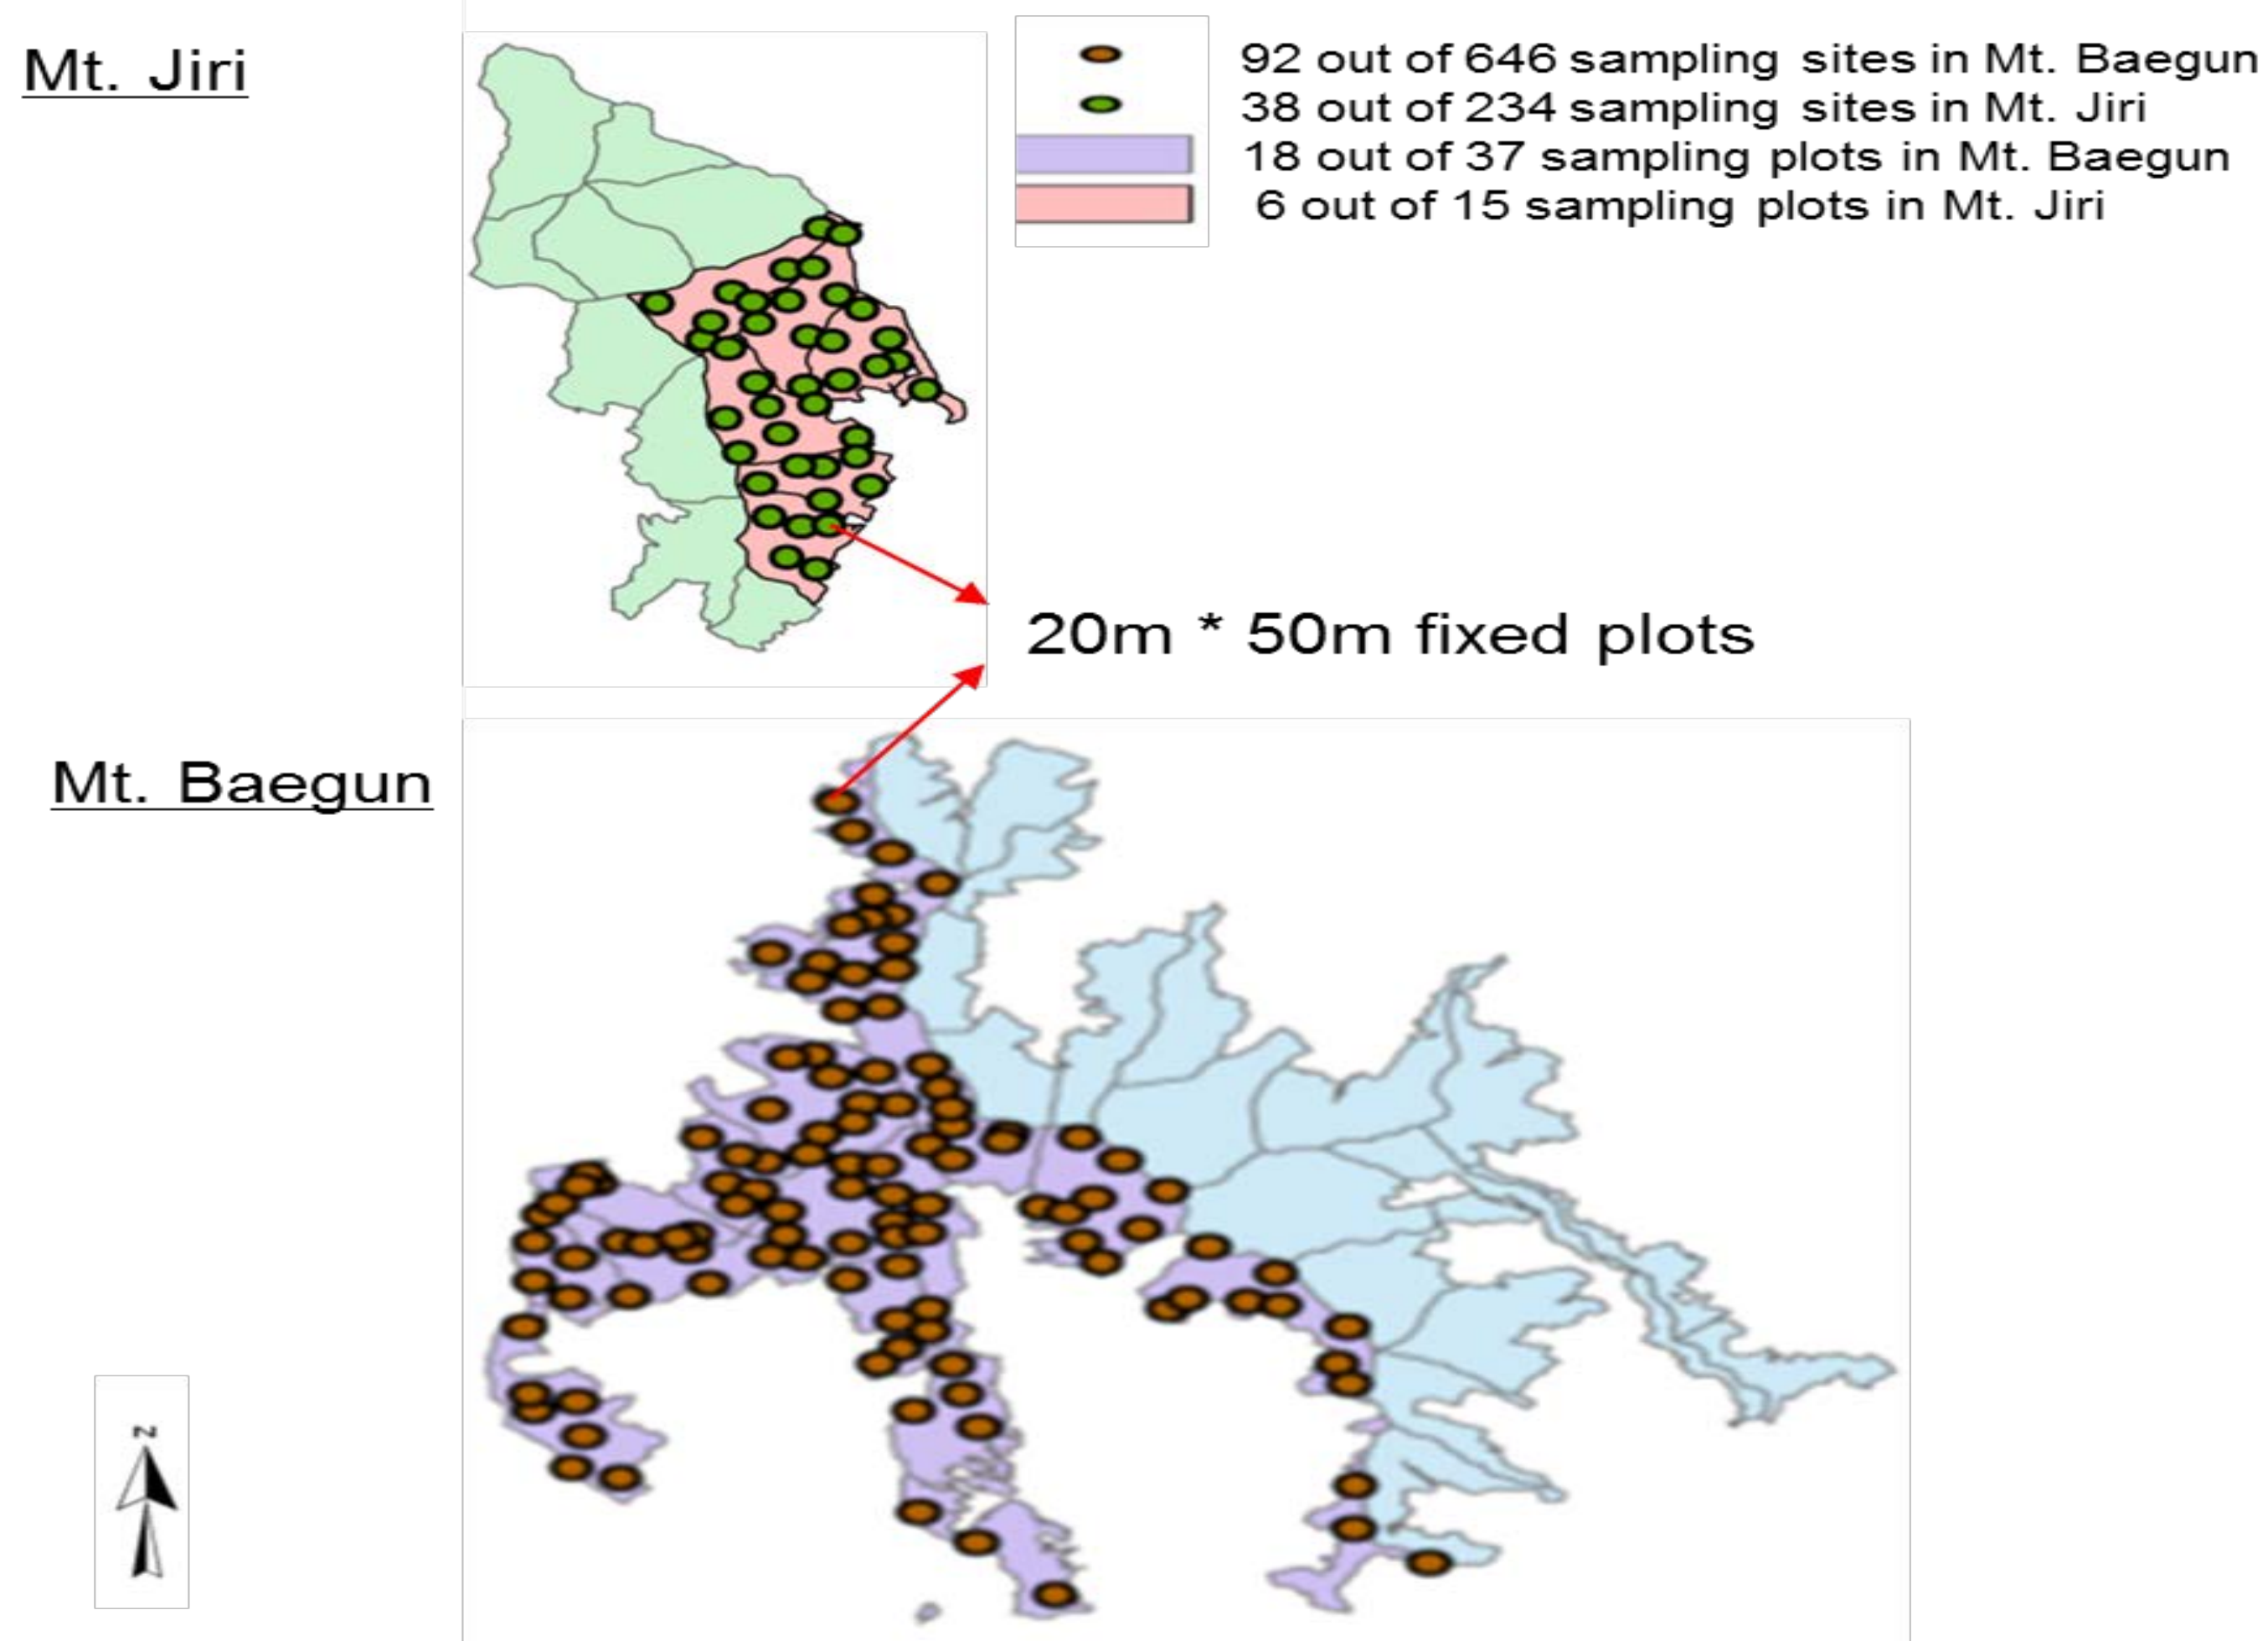 Mt. Jiri
92 out of 646 sampling sites in Mt. Baegun
38 out of 234 sampling sites in Mt. Jiri
18 out of 37 sampling plots in Mt. Baegun
6 out of 15 sampling plots in Mt. Jiri
20m * 50m fixed plots
Mt. Baegun
N